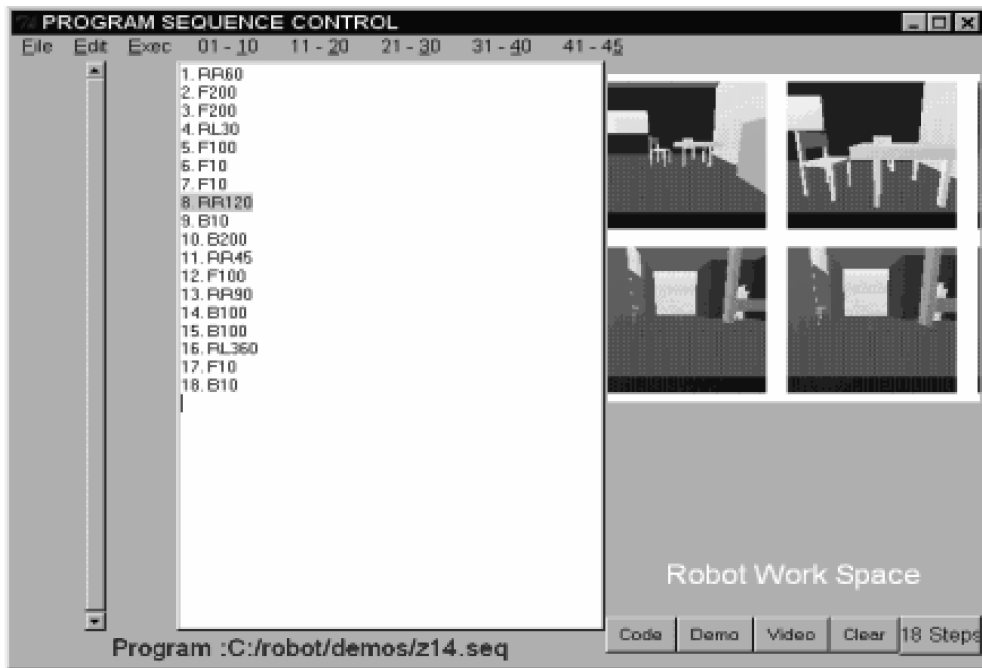 PROGRAM SEQUENCE CONTROL
File Edit Exec 01 - 10 11 - 20 21 - 30 31 - 40 41 - 45
1. RR60
2. F200
3. F200
4. RL30
5. F100
6. F10
7. F10
8. RR120
9. B10
10. B200
11. RR45
12. F100
13. RR90
14. B100
15. B100
16. RL360
17. F10
18. B10
Robot Work Space
Code Demo Video Clear 18 Steps
Program :C:/robot/demos/z14.seq